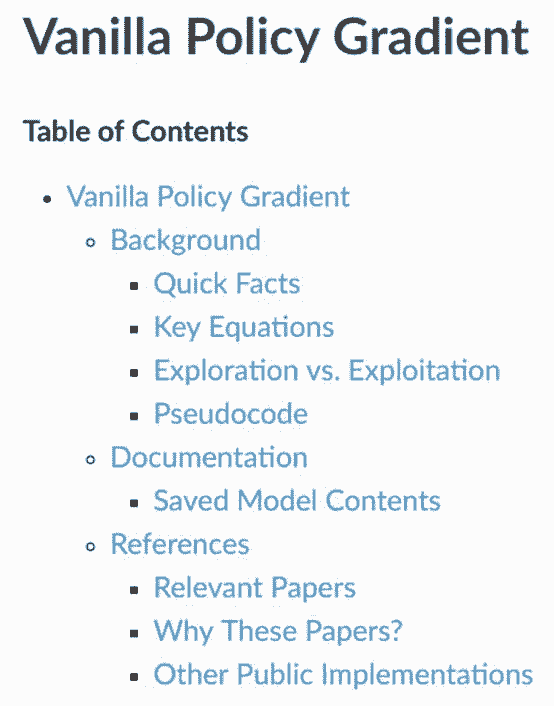 Vanilla Policy Gradient
Table of Contents
Vanilla Policy Gradient
Background
Quick Facts
Key Equations
Exploration vs. Exploitation
Pseudocode
Documentation
Saved Model Contents
References
Relevant Papers
Why These Papers?
Other Public Implementations